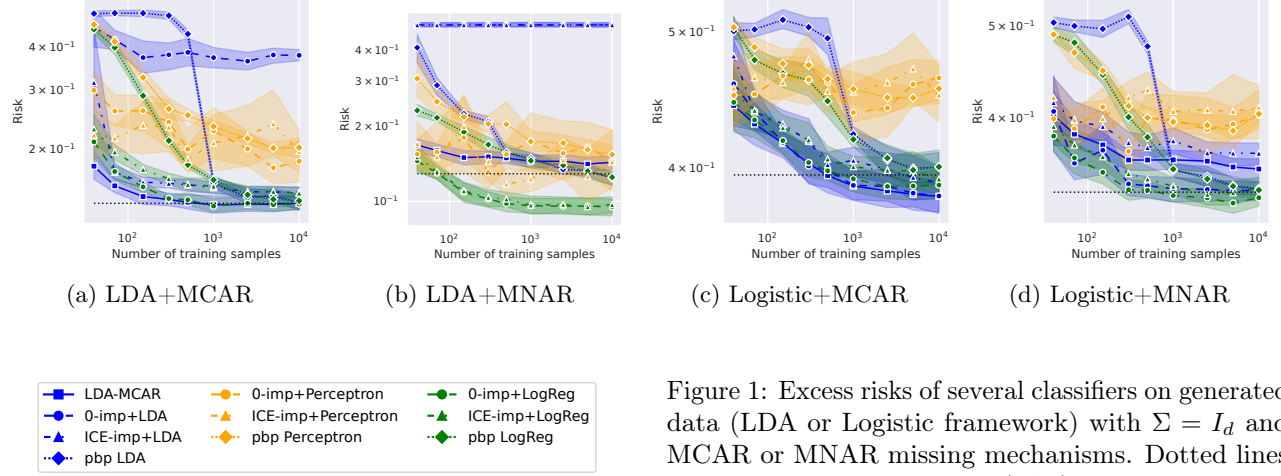 4 × 10⁻¹
3 × 10⁻¹
2 × 10⁻¹
Risk
10²
10³
10⁴
Number of training samples
(a) LDA+MCAR
4 × 10⁻¹
3 × 10⁻¹
2 × 10⁻¹
10⁻¹
Risk
10²
10³
10⁴
Number of training samples
(b) LDA+MNAR
5 × 10⁻¹
4 × 10⁻¹
Risk
10²
10³
10⁴
Number of training samples
(c) Logistic+MCAR
5 × 10⁻¹
4 × 10⁻¹
Risk
10²
10³
10⁴
Number of training samples
(d) Logistic+MNAR
LDA-MCAR
0-imp+LDA
ICE-imp+LDA
pbp LDA
0-imp+Perceptron
ICE-imp+Perceptron
pbp Perceptron
0-imp+LogReg
ICE-imp+LogReg
pbp LogReg
Figure 1: Excess risks of several classifiers on generated
data (LDA or Logistic framework) with Σ = I_d and
MCAR or MNAR missing mechanisms. Dotted lines